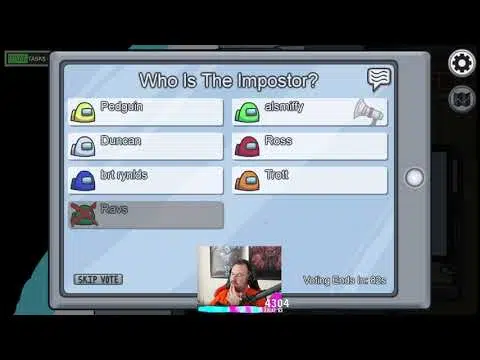 TASKS
Who Is The Impostor?
Pedguin
alsmiffy
Duncan
Ross
brt rynlds
Trott
Ravs
SKIP VOTE
Voting Ends In: 82s
4304